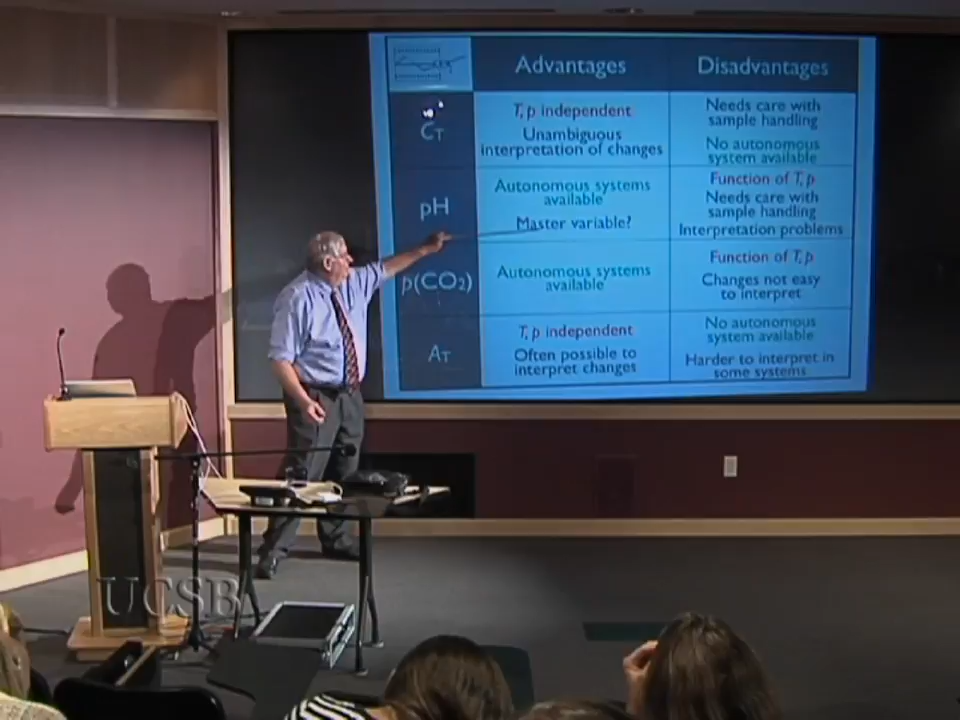 Advantages
Disadvantages
CT
T, p independent
Unambiguous
interpretation of changes
Needs care with
sample handling
No autonomous
system available
pH
Autonomous systems
available
Master variable?
Function of T, p
Needs care with
sample handling
Interpretation problems
p(CO2)
Autonomous systems
available
Function of T, p
Changes not easy
to interpret
AT
T, p independent
Often possible to
interpret changes
No autonomous
system available
Harder to interpret in
some systems
UCSB